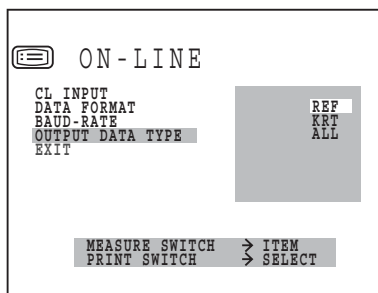 ON-LINE
CL INPUT
DATA FORMAT
BAUD-RATE
OUTPUT DATA TYPE
EXIT
REF
KRT
ALL
MEASURE SWITCH → ITEM
PRINT SWITCH → SELECT